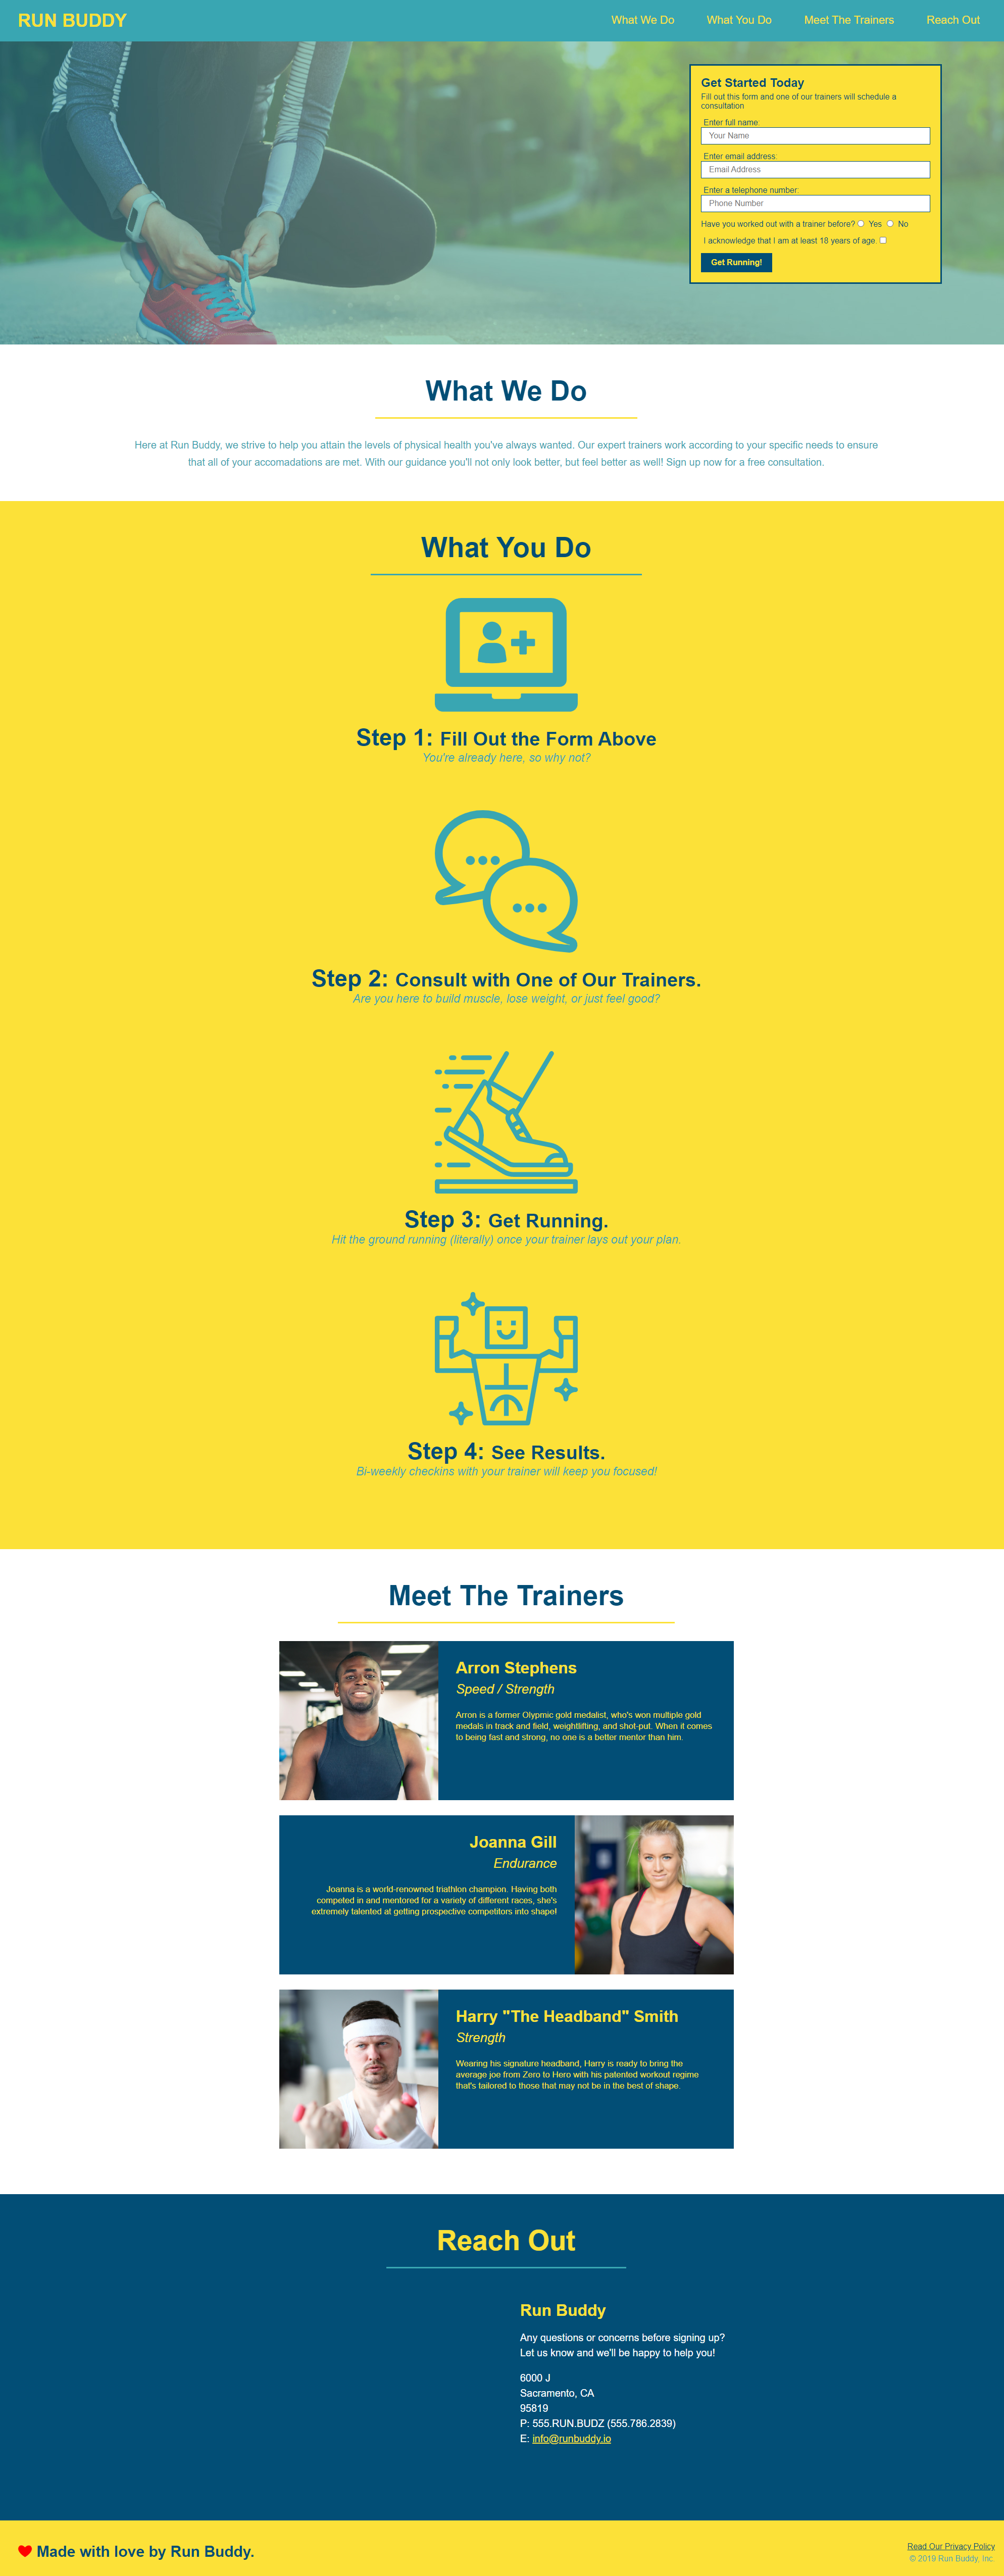 RUN BUDDY
What We Do What You Do Meet The Trainers Reach Out
Get Started Today
Fill out this form and one of our trainers will schedule a
consultation
Enter full name:
Your Name
Enter email address:
Email Address
Enter a telephone number:
Phone Number
Have you worked out with a trainer before? Yes No
I acknowledge that I am at least 18 years of age.
Get Running!
What We Do
Here at Run Buddy, we strive to help you attain the levels of physical health you've always wanted. Our expert trainers work according to your specific needs to ensure
that all of your accomadations are met. With our guidance you'll not only look better, but feel better as well! Sign up now for a free consultation.
What You Do
Step 1: Fill Out the Form Above
You're already here, so why not?
Step 2: Consult with One of Our Trainers.
Are you here to build muscle, lose weight, or just feel good?
Step 3: Get Running.
Hit the ground running (literally) once your trainer lays out your plan.
Step 4: See Results.
Bi-weekly checkins with your trainer will keep you focused!
Meet The Trainers
Arron Stephens
Speed / Strength
Arron is a former Olypmic gold medalist, who's won multiple gold
medals in track and field, weightlifting, and shot-put. When it comes
to being fast and strong, no one is a better mentor than him.
Joanna Gill
Endurance
Joanna is a world-renowned triathlon champion. Having both
competed in and mentored for a variety of different races, she's
extremely talented at getting prospective competitors into shape!
Harry "The Headband" Smith
Strength
Wearing his signature headband, Harry is ready to bring the
average joe from Zero to Hero with his patented workout regime
that's tailored to those that may not be in the best of shape.
Reach Out
Run Buddy
Any questions or concerns before signing up?
Let us know and we'll be happy to help you!
6000 J
Sacramento, CA
95819
P: 555.RUN.BUDZ (555.786.2839)
E: info@runbuddy.io
Made with love by Run Buddy.
Read Our Privacy Policy
© 2019 Run Buddy, Inc.